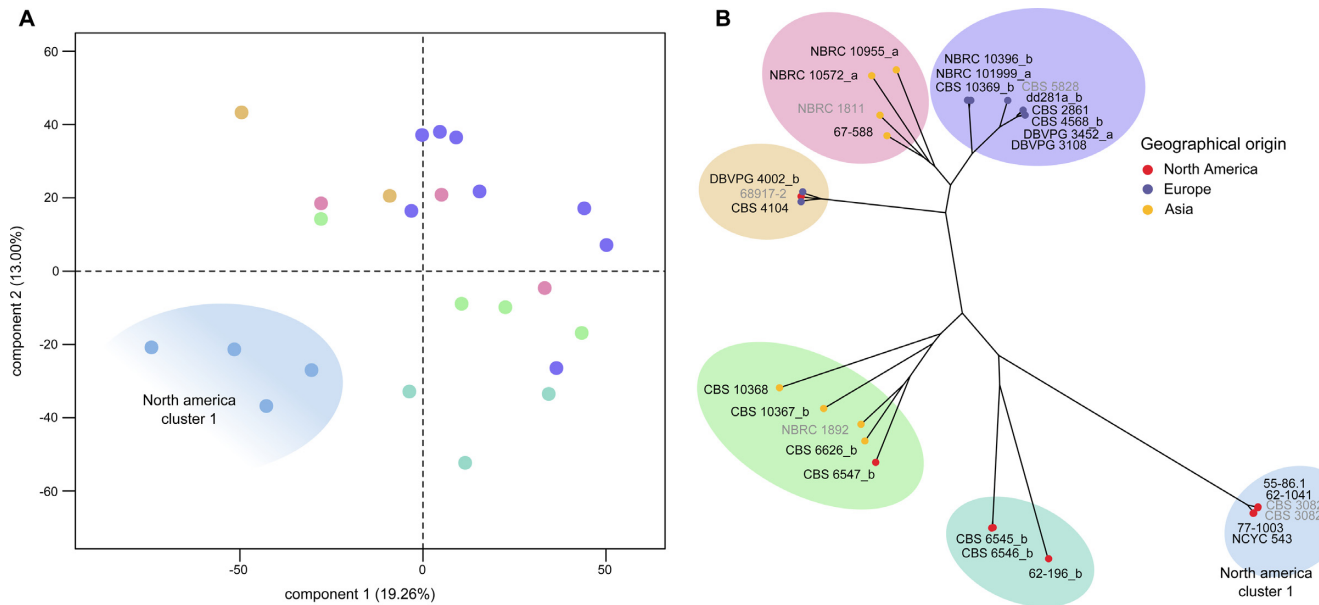 A
60
40
20
0
-20
-40
-60
-50
0
50
component 2 (13.00%)
component 1 (19.26%)
North america
cluster 1
B
NBRC 10955_a
NBRC 10572_a
NBRC 1811
67-588
NBRC 10396_b
NBRC 101999_a
CBS 10369_b
CBS 5828
dd281a_b
CBS 2861
CBS 4568_b
DBVPG 3452_a
DBVPG 3108
Geographical origin
North America
Europe
Asia
DBVPG 4002_b
68917-2
CBS 4104
CBS 10368
CBS 10367_b
NBRC 1892
CBS 6626_b
CBS 6547_b
CBS 6545_b
CBS 6546_b
62-196_b
55-86.1
62-1041
CBS 3082
CBS 3082
77-1003
NCYC 543
North america
cluster 1